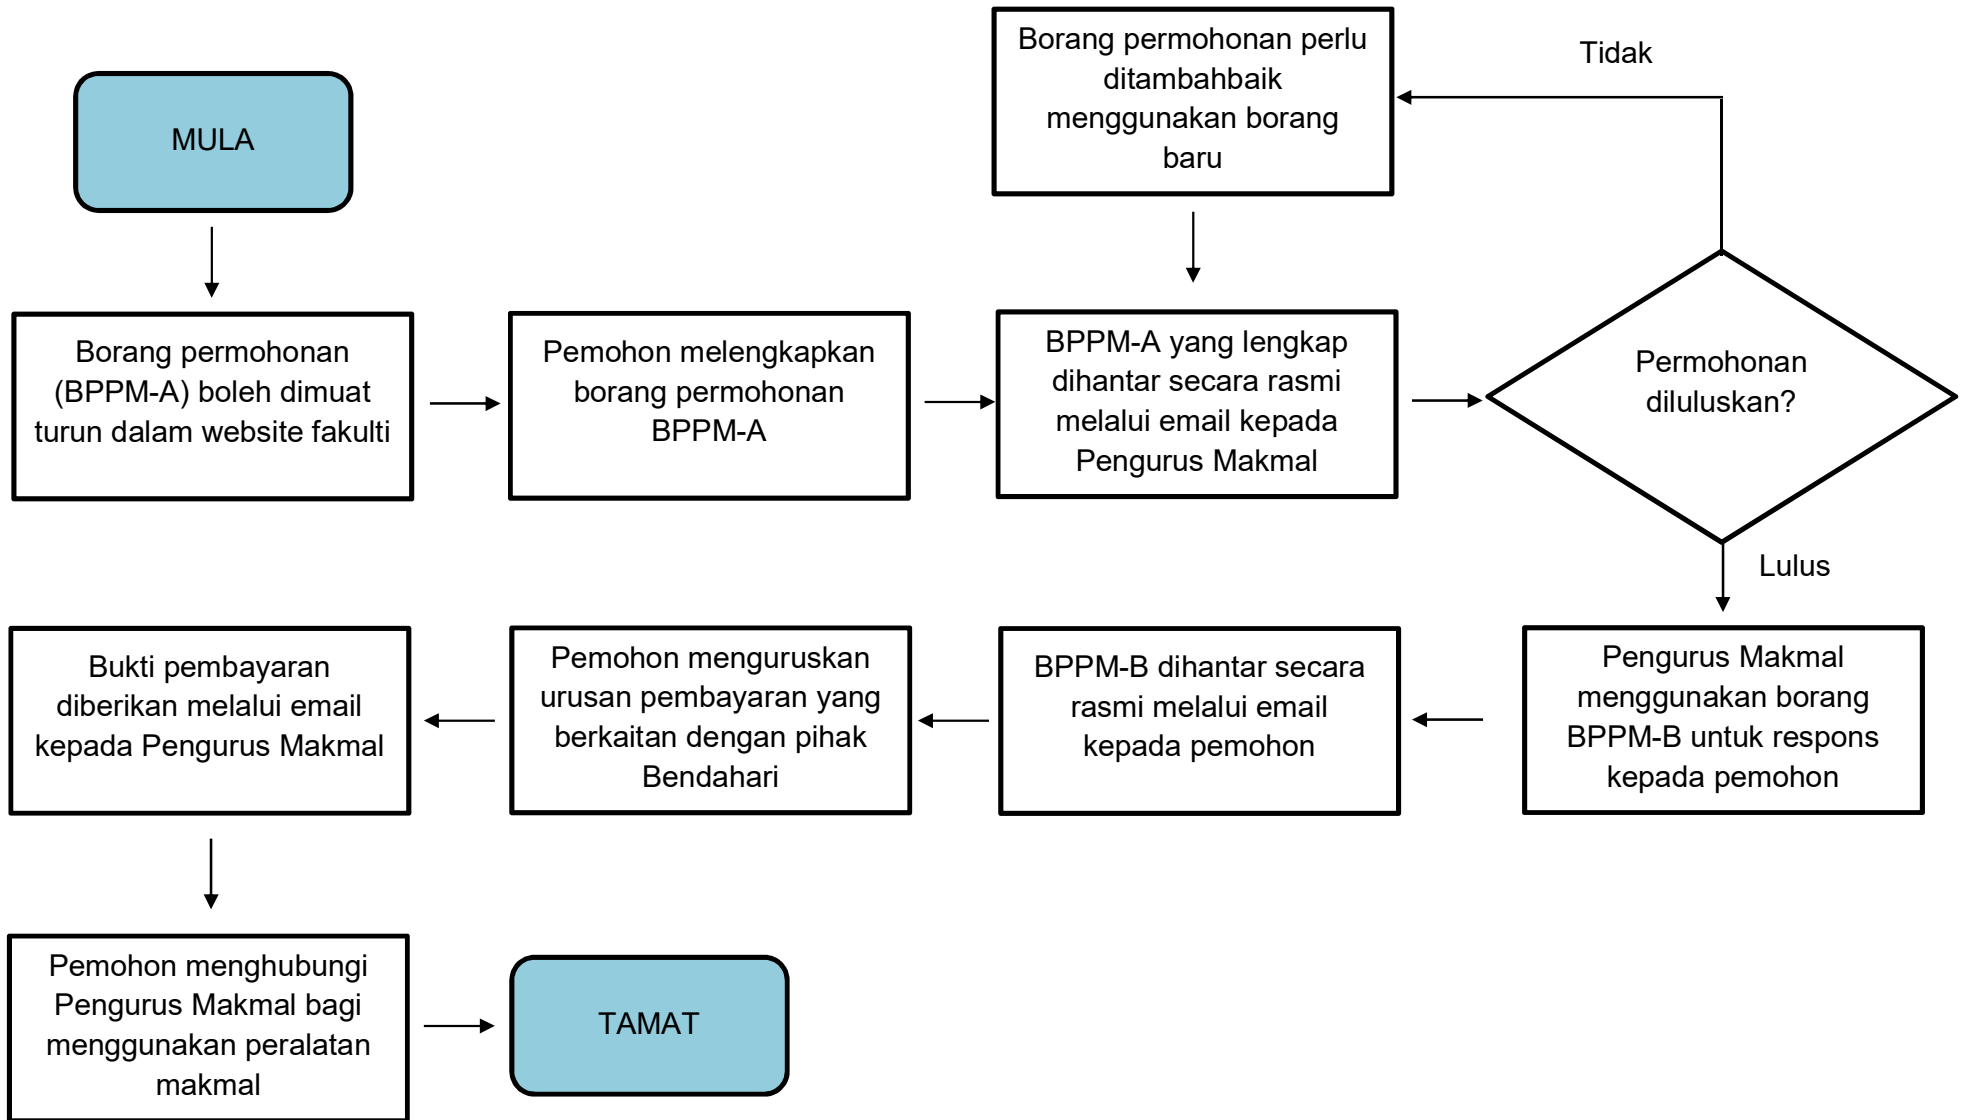 MULA
Borang permohonan
(BPPM-A) boleh dimuat
turun dalam website fakulti
Pemohon melengkapkan
borang permohonan
BPPM-A
BPPM-A yang lengkap
dihantar secara rasmi
melalui email kepada
Pengurus Makmal
Permohonan
diluluskan?
Tidak
Borang permohonan perlu
ditambahbaik
menggunakan borang
baru
Lulus
Pengurus Makmal
menggunakan borang
BPPM-B untuk respons
kepada pemohon
BPPM-B dihantar secara
rasmi melalui email
kepada pemohon
Pemohon menguruskan
urusan pembayaran yang
berkaitan dengan pihak
Bendahari
Bukti pembayaran
diberikan melalui email
kepada Pengurus Makmal
Pemohon menghubungi
Pengurus Makmal bagi
menggunakan peralatan
makmal
TAMAT